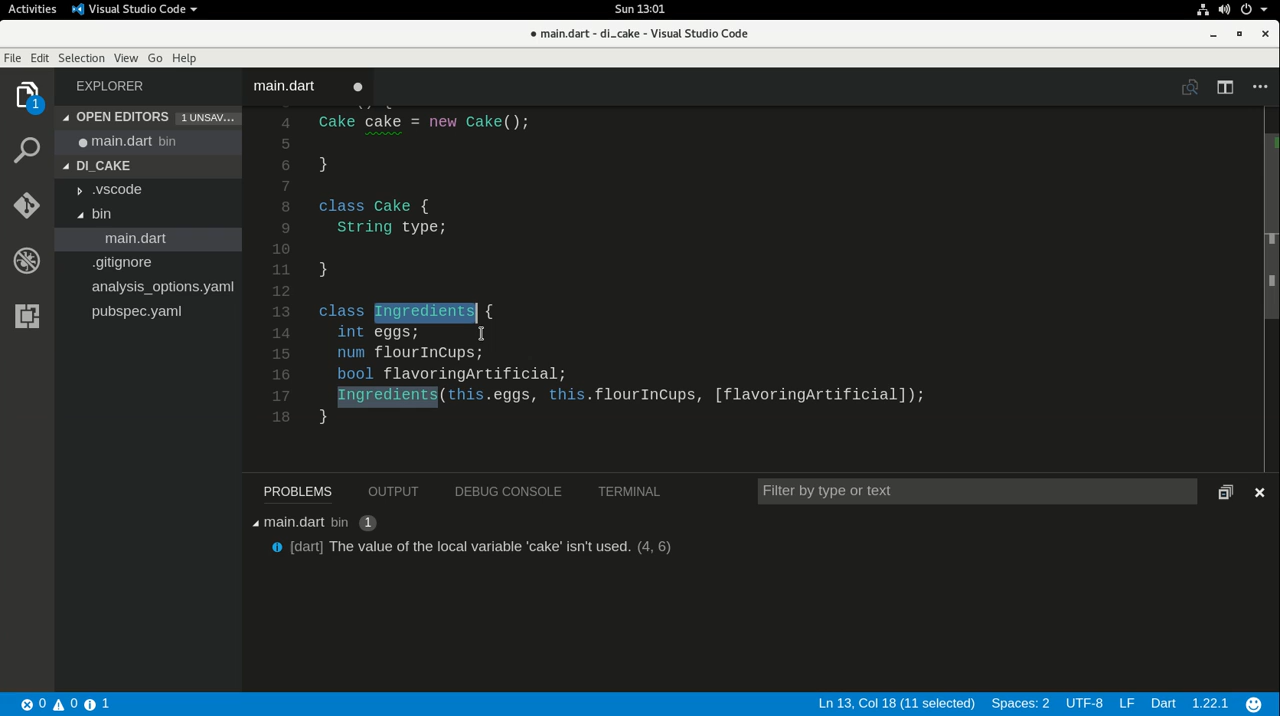 Activities Visual Studio Code Sun 13:01
● main.dart - di_cake - Visual Studio Code
File Edit Selection View Go Help
EXPLORER
OPEN EDITORS 1 UNSAV...
main.dart bin
DI_CAKE
.vscode
bin
main.dart
.gitignore
analysis_options.yaml
pubspec.yaml
1
main.dart
4 Cake cake = new Cake();
5
6 }
7
8 class Cake {
9 String type;
10
11 }
12
13 class Ingredients {
14 int eggs;
15 num flourInCups;
16 bool flavoringArtificial;
17 Ingredients(this.eggs, this.flourInCups, [flavoringArtificial]);
18 }
PROBLEMS OUTPUT DEBUG CONSOLE TERMINAL Filter by type or text
main.dart bin 1
[dart] The value of the local variable 'cake' isn't used. (4, 6)
0 0 1 Ln 13, Col 18 (11 selected) Spaces: 2 UTF-8 LF Dart 1.22.1